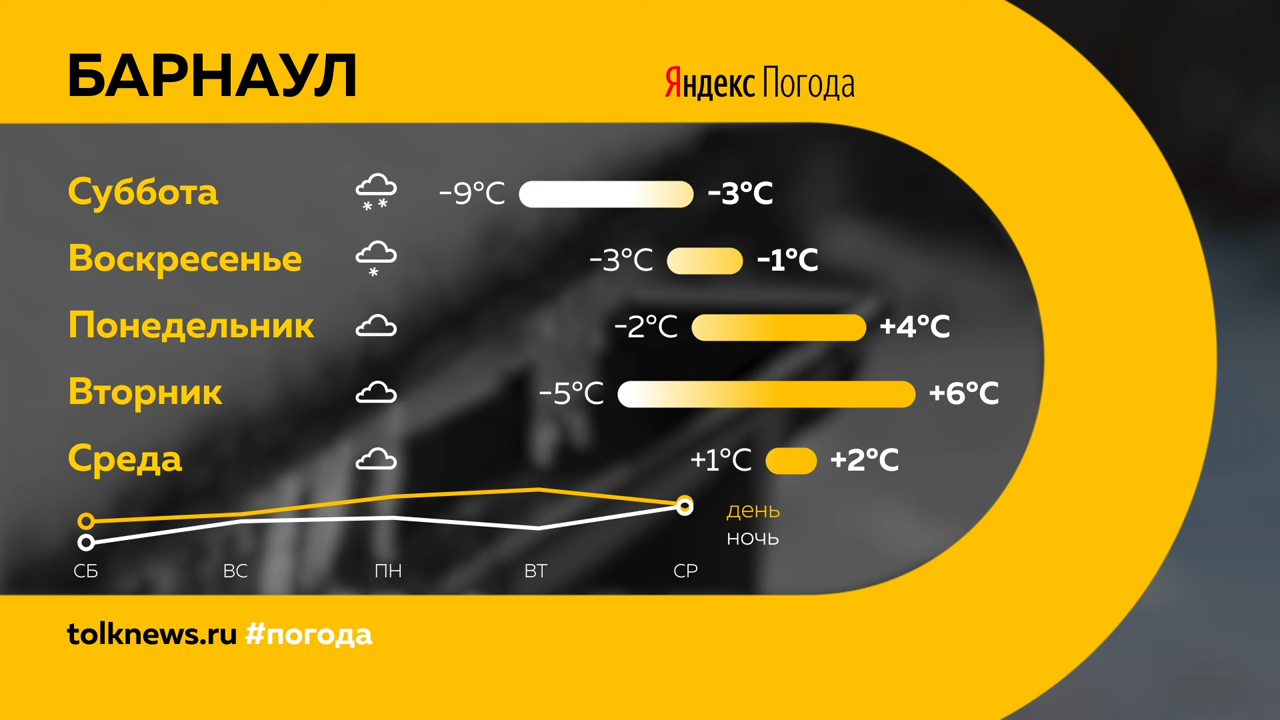 БАРНАУЛ
Яндекс Погода
Суббота -9°C -3°C
Воскресенье -3°C -1°C
Понедельник -2°C +4°C
Вторник -5°C +6°C
Среда +1°C +2°C
день
ночь
СБ ВС ПН ВТ СР
tolknews.ru #погода